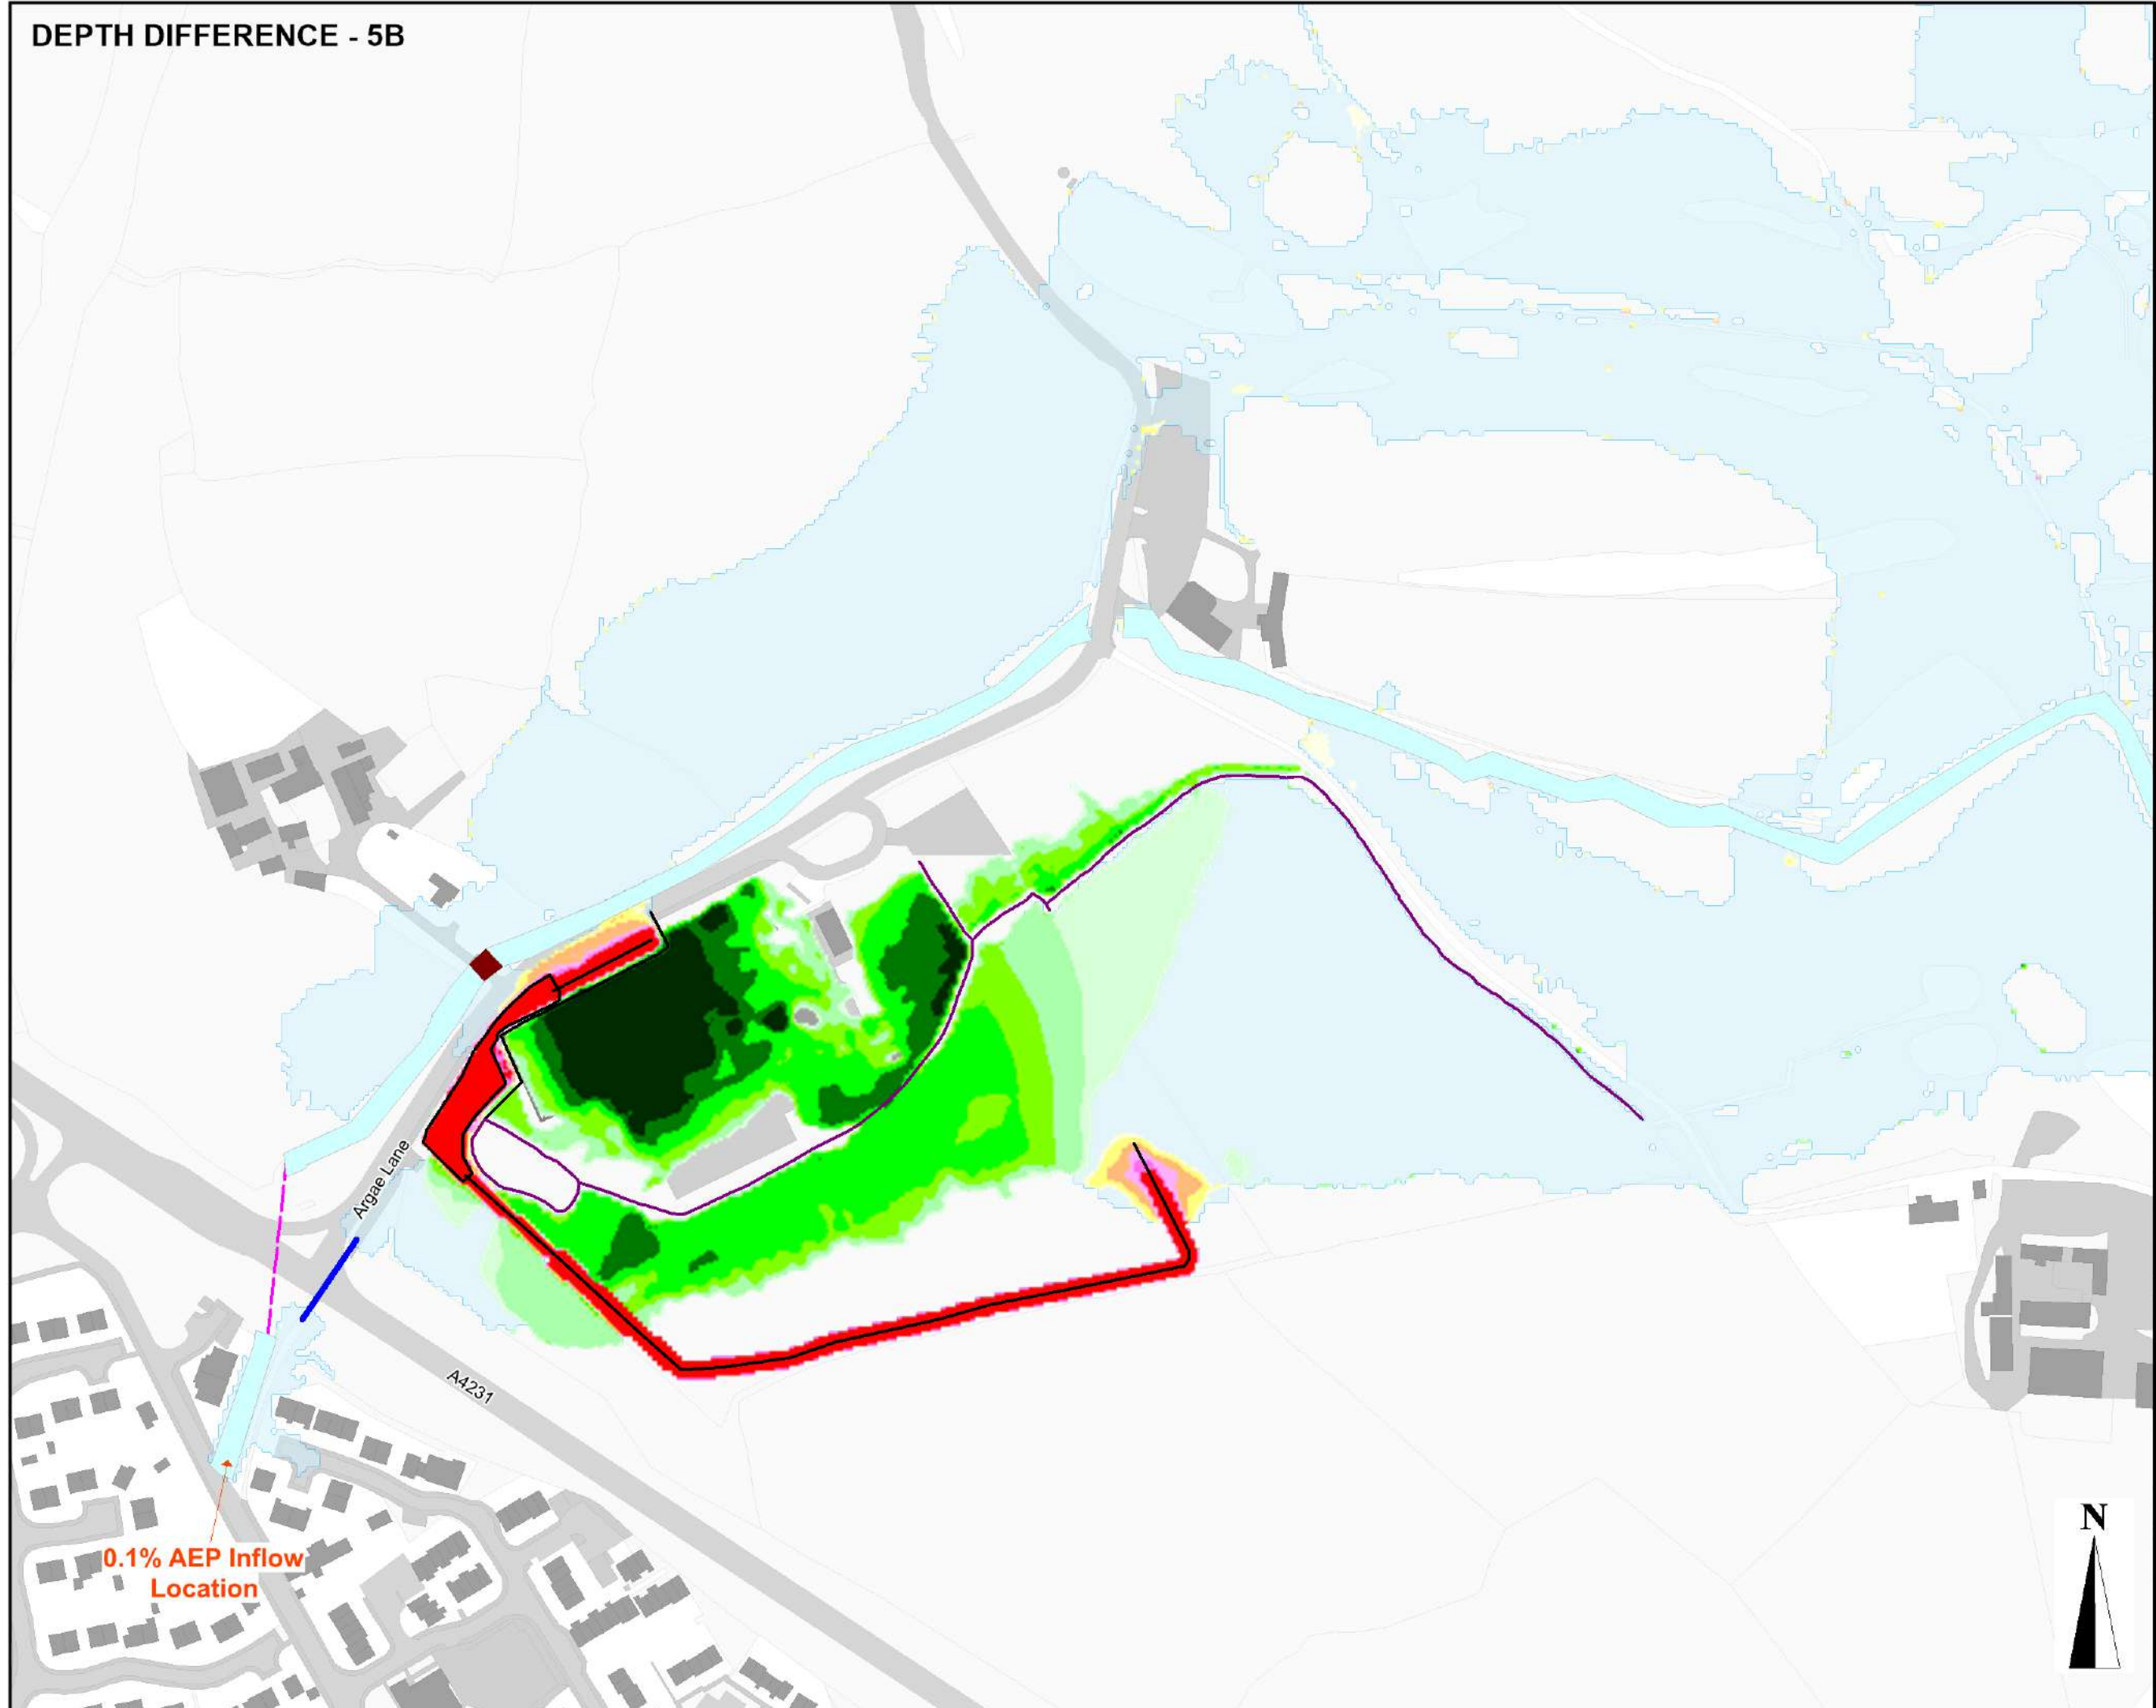 DEPTH DIFFERENCE - 5B
Argae Lane
A4231
0.1% AEP Inflow
Location
N